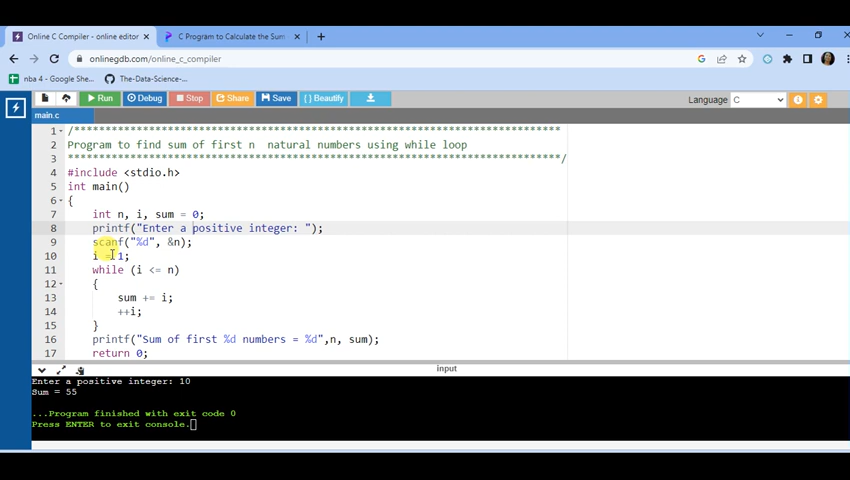 Online C Compiler - online editor
C Program to Calculate the Sum
onlinegdb.com/online_c_compiler
nba 4 - Google She...
The-Data-Science-...
Run
Debug
Stop
Share
Save
{ } Beautify
Language
C
main.c
1 /******************************************************************************
2 Program to find sum of first n  natural numbers using while loop
3 *******************************************************************************/
4 #include <stdio.h>
5 int main()
6 {
7 int n, i, sum = 0;
8 printf("Enter a positive integer: ");
9 scanf("%d", &n);
10 i = 1;
11 while (i <= n)
12 {
13 sum += i;
14 ++i;
15 }
16 printf("Sum of first %d numbers = %d",n, sum);
17 return 0;
input
Enter a positive integer: 10
Sum = 55
...Program finished with exit code 0
Press ENTER to exit console.